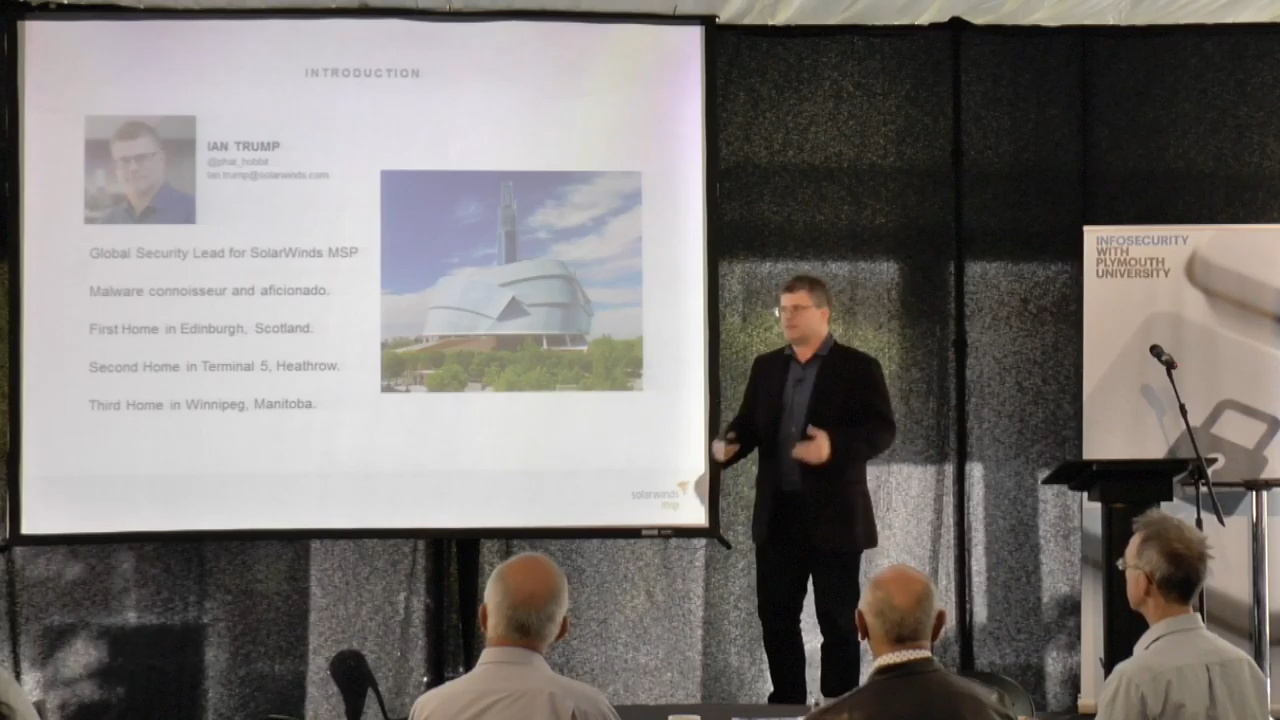 INTRODUCTION
IAN TRUMP
@phat_hobbit
ian.trump@solarwinds.com
Global Security Lead for SolarWinds MSP
Malware connoisseur and aficionado.
First Home in Edinburgh, Scotland.
Second Home in Terminal 5, Heathrow.
Third Home in Winnipeg, Manitoba.
solarwinds
msp
INFOSECURITY
WITH
PLYMOUTH
UNIVERSITY